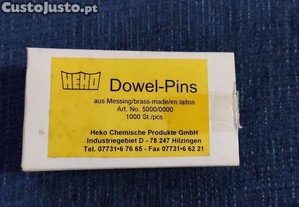 CustoJusto.pt
HEKO
Dowel-Pins
aus Messing/brass-made/en laiton
Art. No. 5000/0000
1000 St./pcs.
Heko Chemische Produkte GmbH
Industriegebiet D - 78 247 Hilzingen
Tel. 07731•6 76 65 - Fax 07731•6 62 21